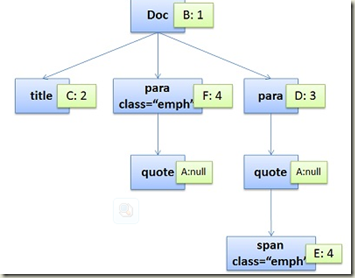 Doc B: 1
title C: 2
para
class="emph" F: 4
para D: 3
quote A:null
quote A:null
span
class="emph" E: 4